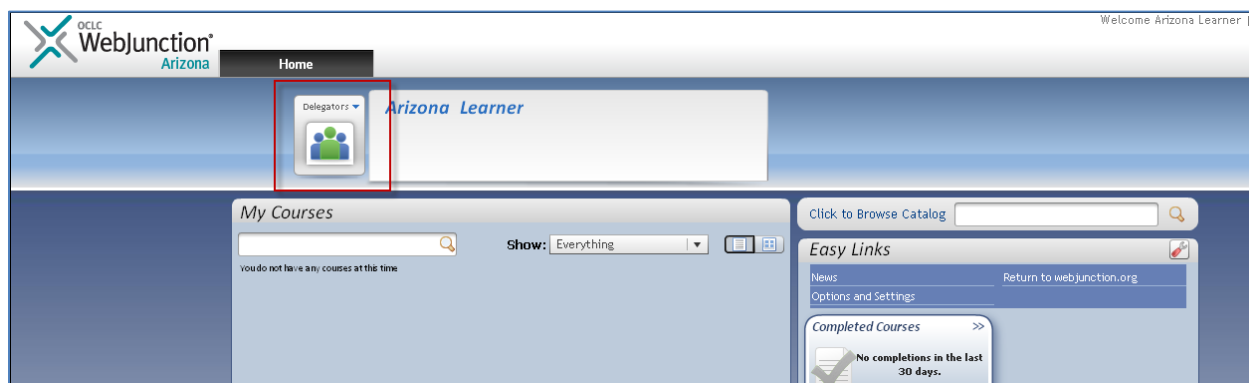 Welcome Arizona Learner |
OCLC
WebJunction®
Arizona
Home
Delegators
Arizona Learner
My Courses
Click to Browse Catalog
Show: Everything
You do not have any courses at this time
Easy Links
News
Return to webjunction.org
Options and Settings
Completed Courses >>
No completions in the last
30 days.